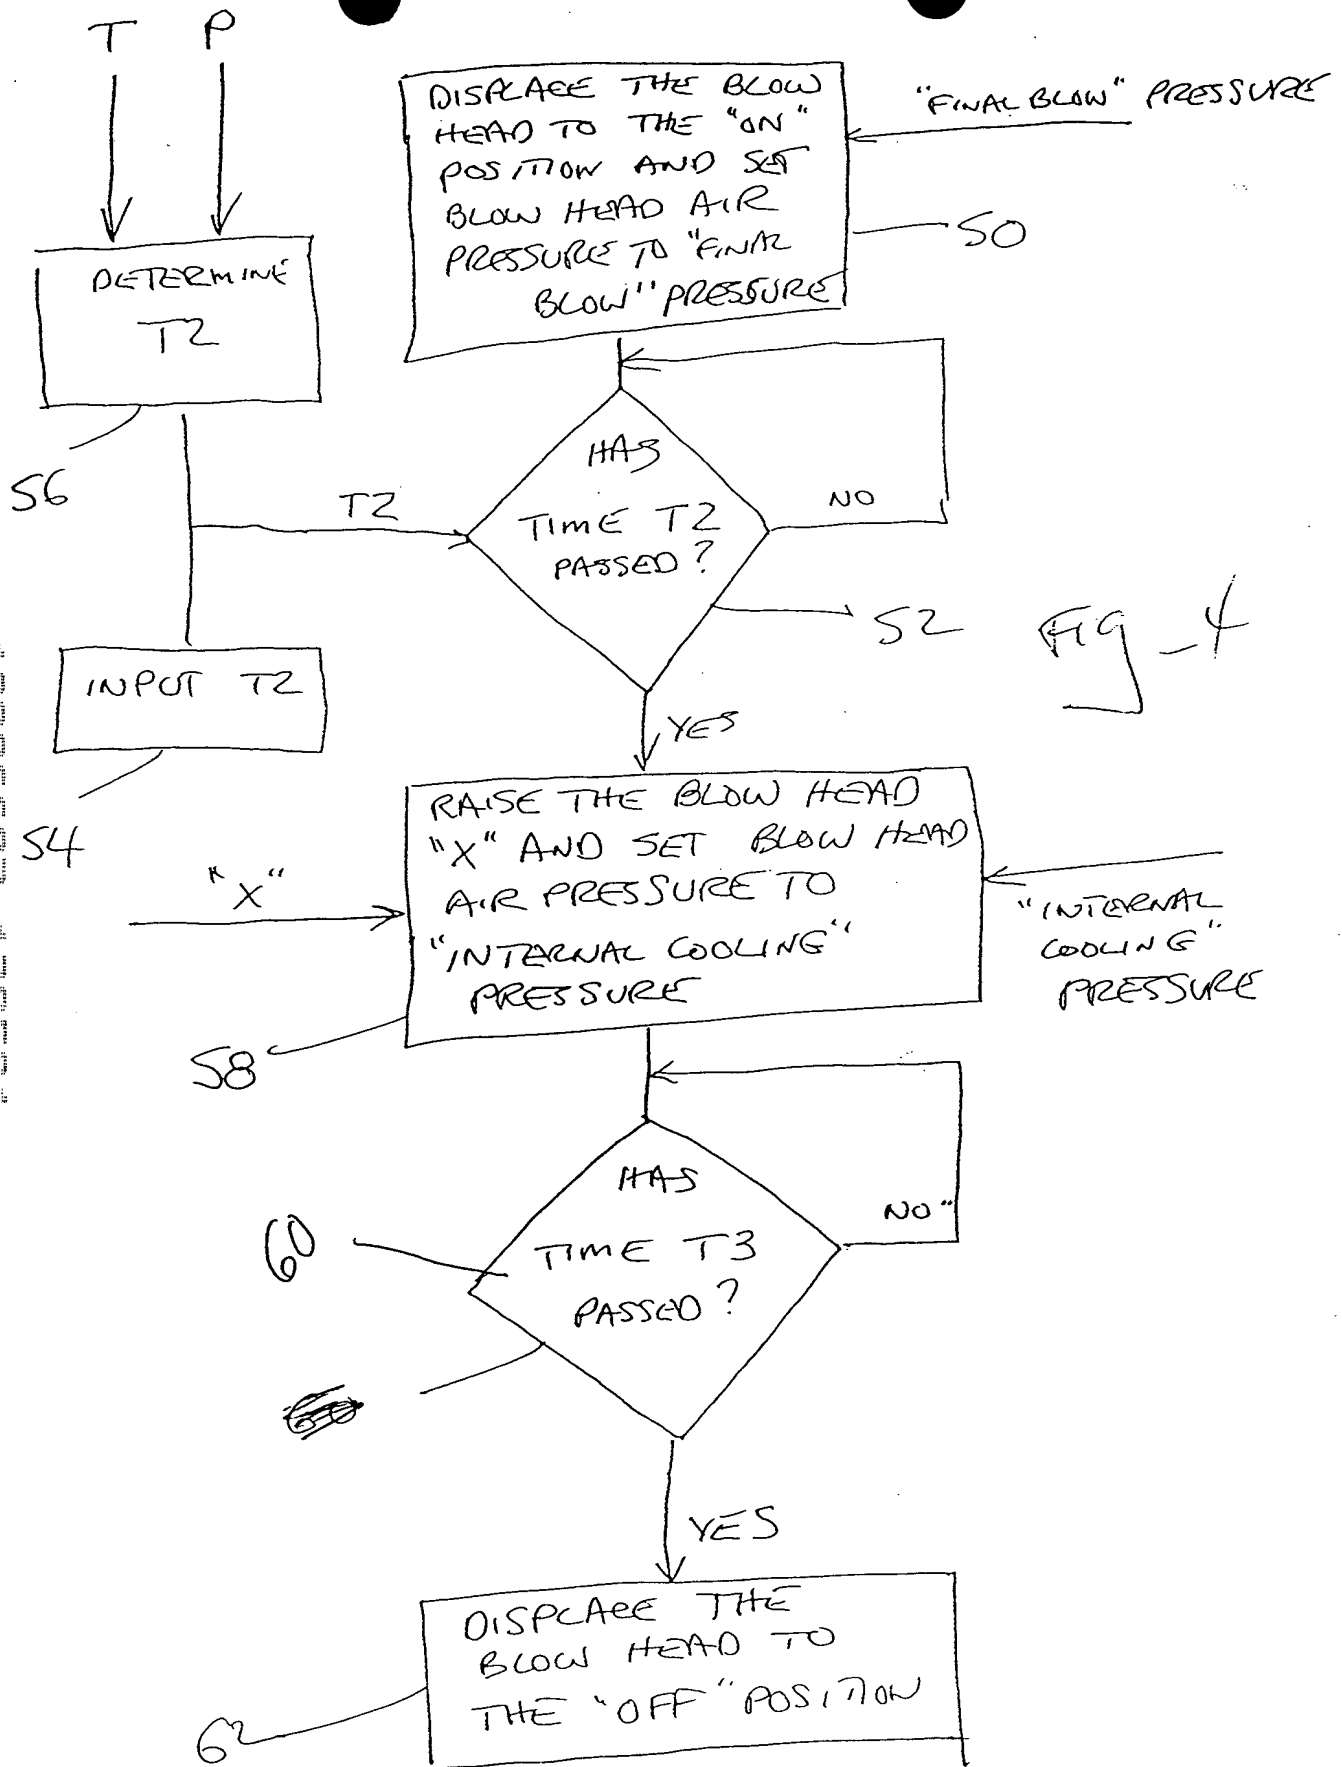 T P
DISPLACE THE BLOW
HEAD TO THE "ON"
POSITION AND SET
BLOW HEAD AIR
PRESSURE TO "FINAL
BLOW" PRESSURE
"FINAL BLOW" PRESSURE
50
DETERMINE
T2
56
T2
HAS
TIME T2
PASSED?
NO
52
Fig_4
INPUT T2
54
YES
RAISE THE BLOW HEAD
"X" AND SET BLOW HEAD
AIR PRESSURE TO
"INTERNAL COOLING"
PRESSURE
"X"
"INTERNAL
COOLING"
PRESSURE
58
HAS
TIME T3
PASSED?
NO"
60
YES
DISPLACE THE
BLOW HEAD TO
THE "OFF" POSITION
62